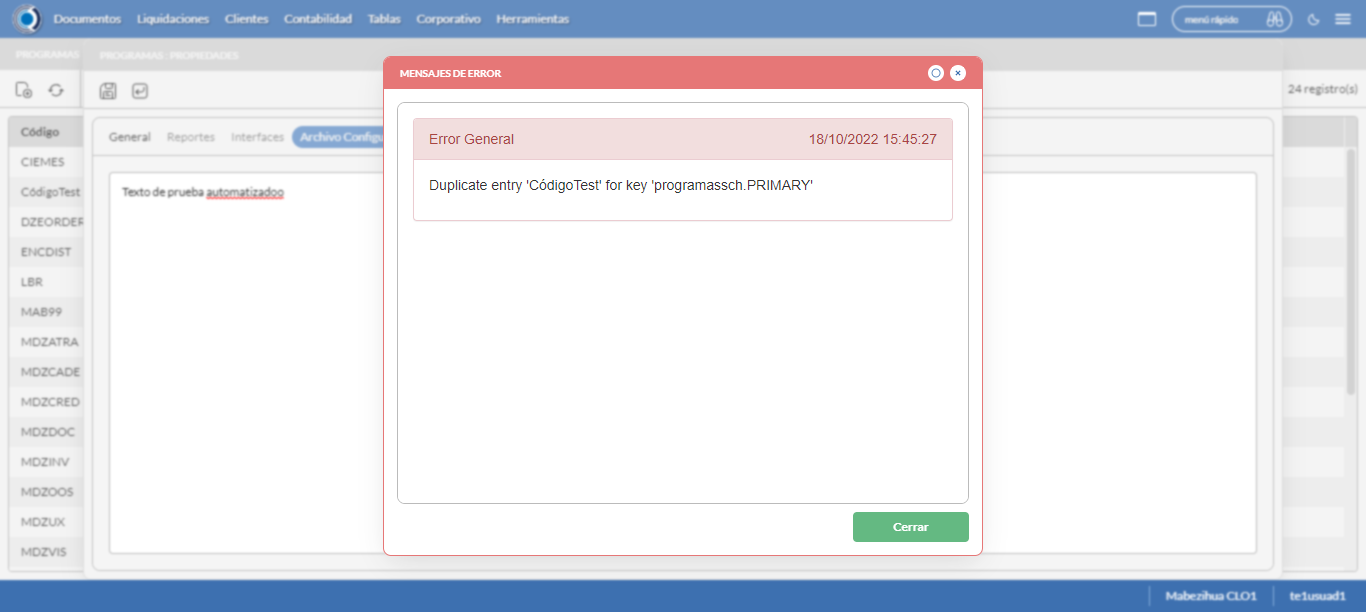 Documentos Liquidaciones Clientes Contabilidad Tablas Corporativo Herramientas menú rápido
PROGRAMAS PROGRAMAS : PROPIEDADES
MENSAJES DE ERROR
24 registro(s)
General Reportes Interfaces Archivo Configu
Error General 18/10/2022 15:45:27
Duplicate entry 'CódigoTest' for key 'programassch.PRIMARY'
Texto de prueba automatizadoo
Código
CIEMES
CódigoTest
DZEORDER
ENCDIST
LBR
MAB99
MDZATRA
MDZCADE
MDZCRED
MDZDOC
MDZINV
MDZOOS
MDZUX
MDZVIS
Cerrar
Mabezihua CLO1 te1usuad1